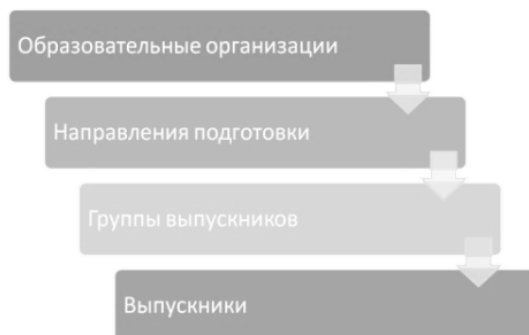 Образовательные организации
Направления подготовки
Группы выпускников
Выпускники